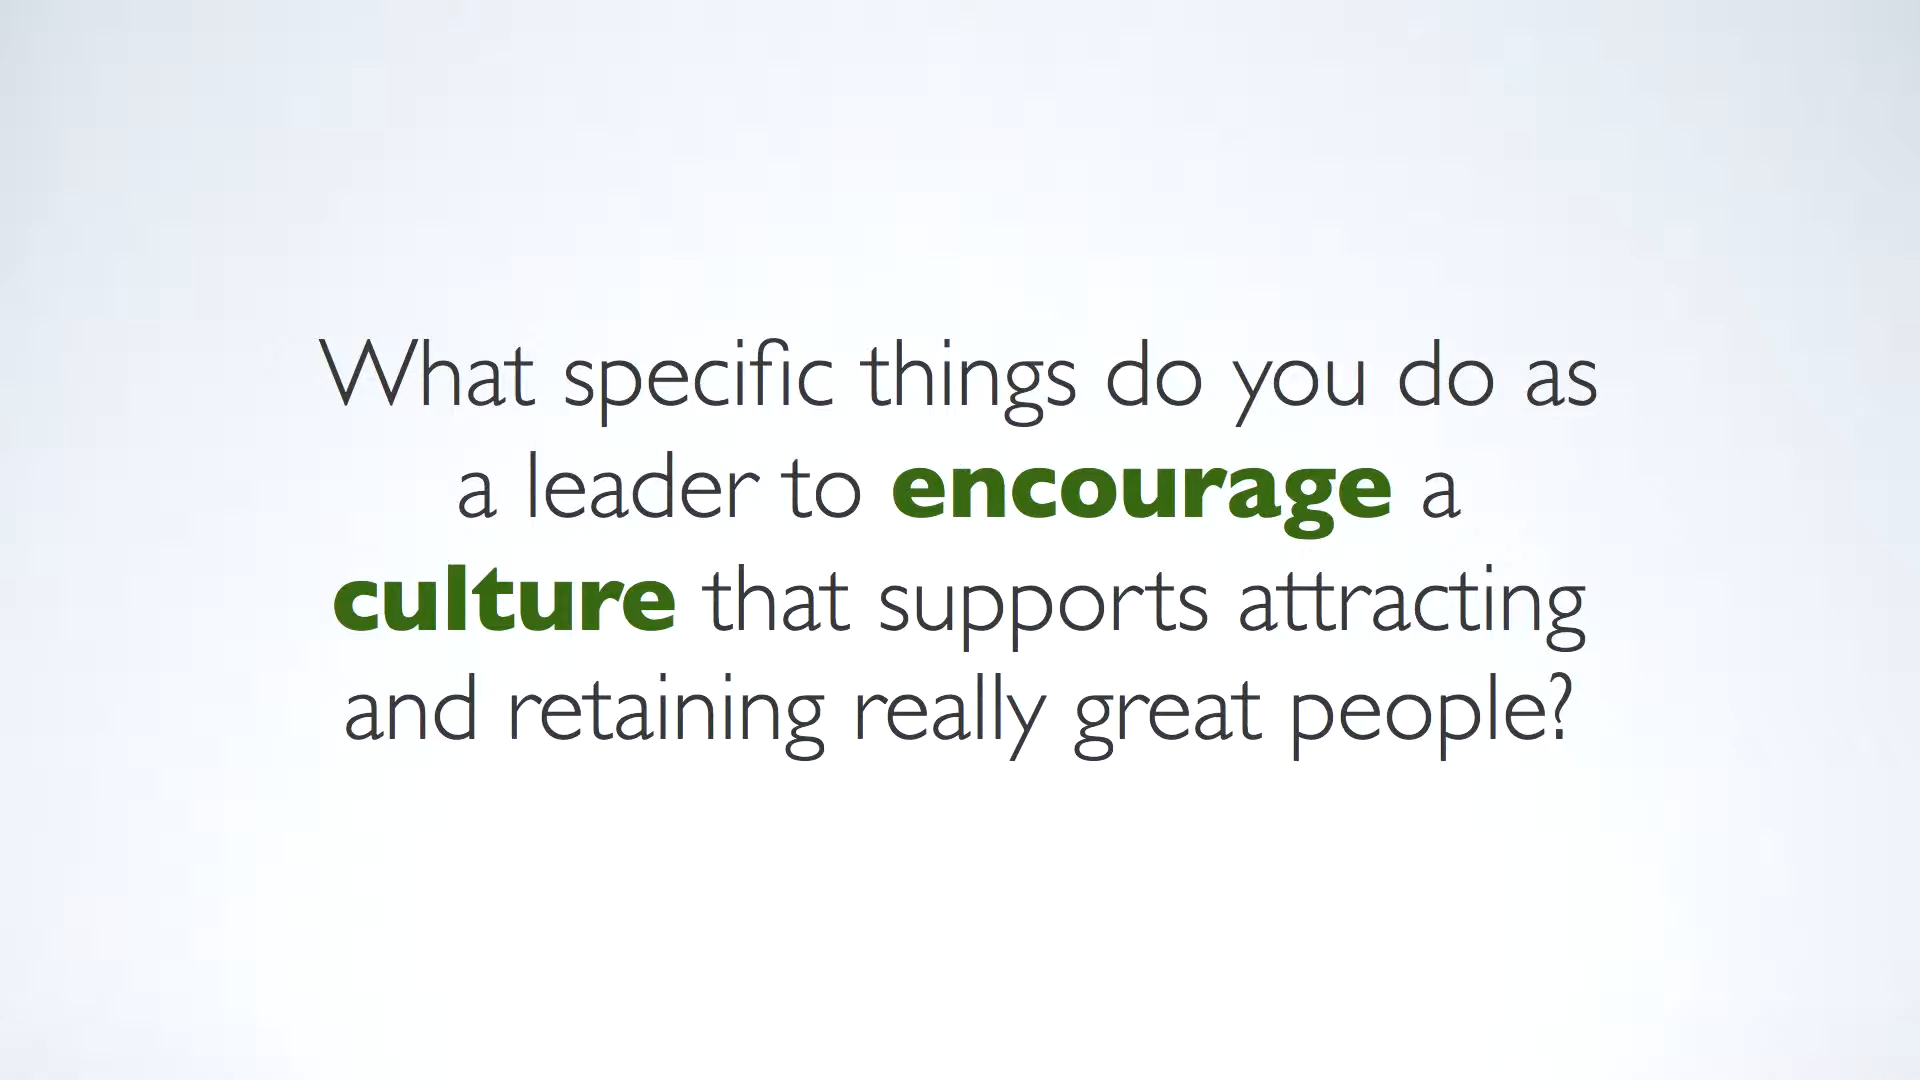 What specific things do you do as
a leader to encourage a
culture that supports attracting
and retaining really great people?